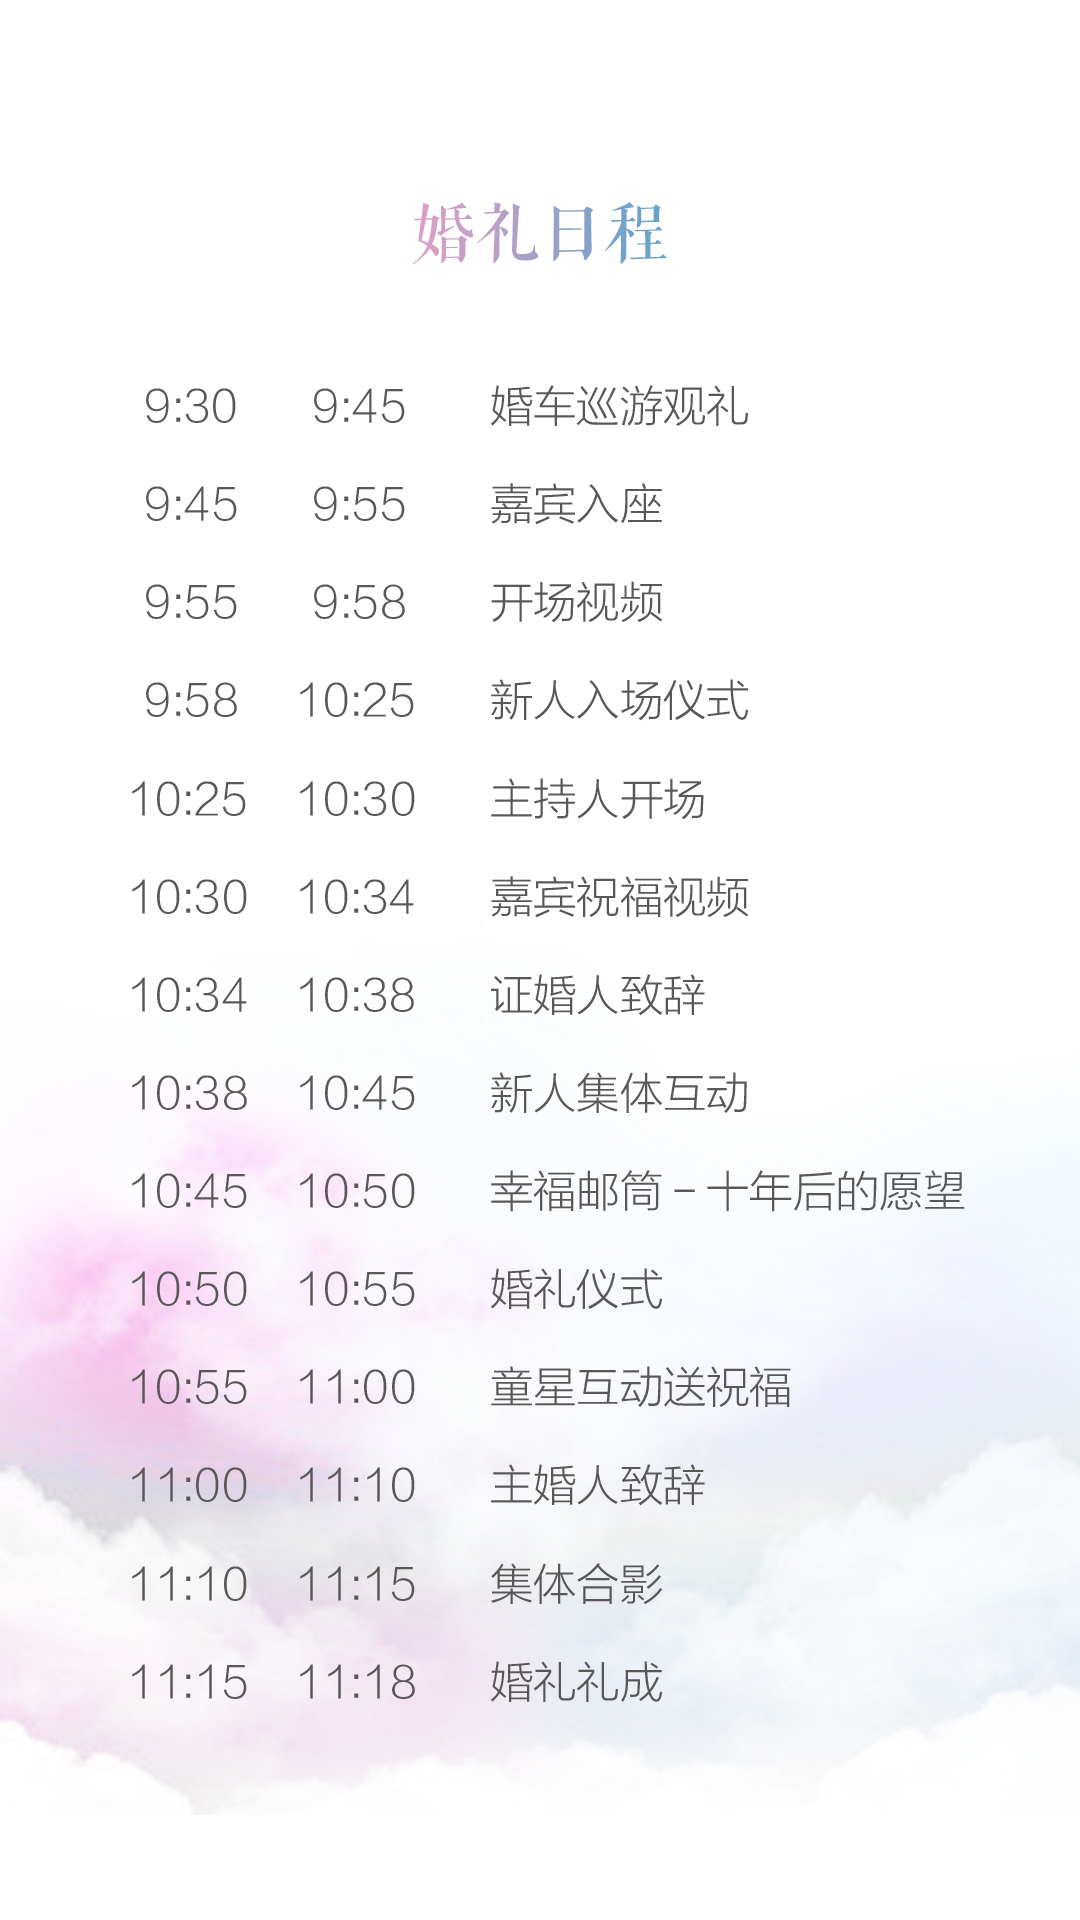 婚礼日程
9:30 9:45 婚车巡游观礼
9:45 9:55 嘉宾入座
9:55 9:58 开场视频
9:58 10:25 新人入场仪式
10:25 10:30 主持人开场
10:30 10:34 嘉宾祝福视频
10:34 10:38 证婚人致辞
10:38 10:45 新人集体互动
10:45 10:50 幸福邮筒 – 十年后的愿望
10:50 10:55 婚礼仪式
10:55 11:00 童星互动送祝福
11:00 11:10 主婚人致辞
11:10 11:15 集体合影
11:15 11:18 婚礼礼成